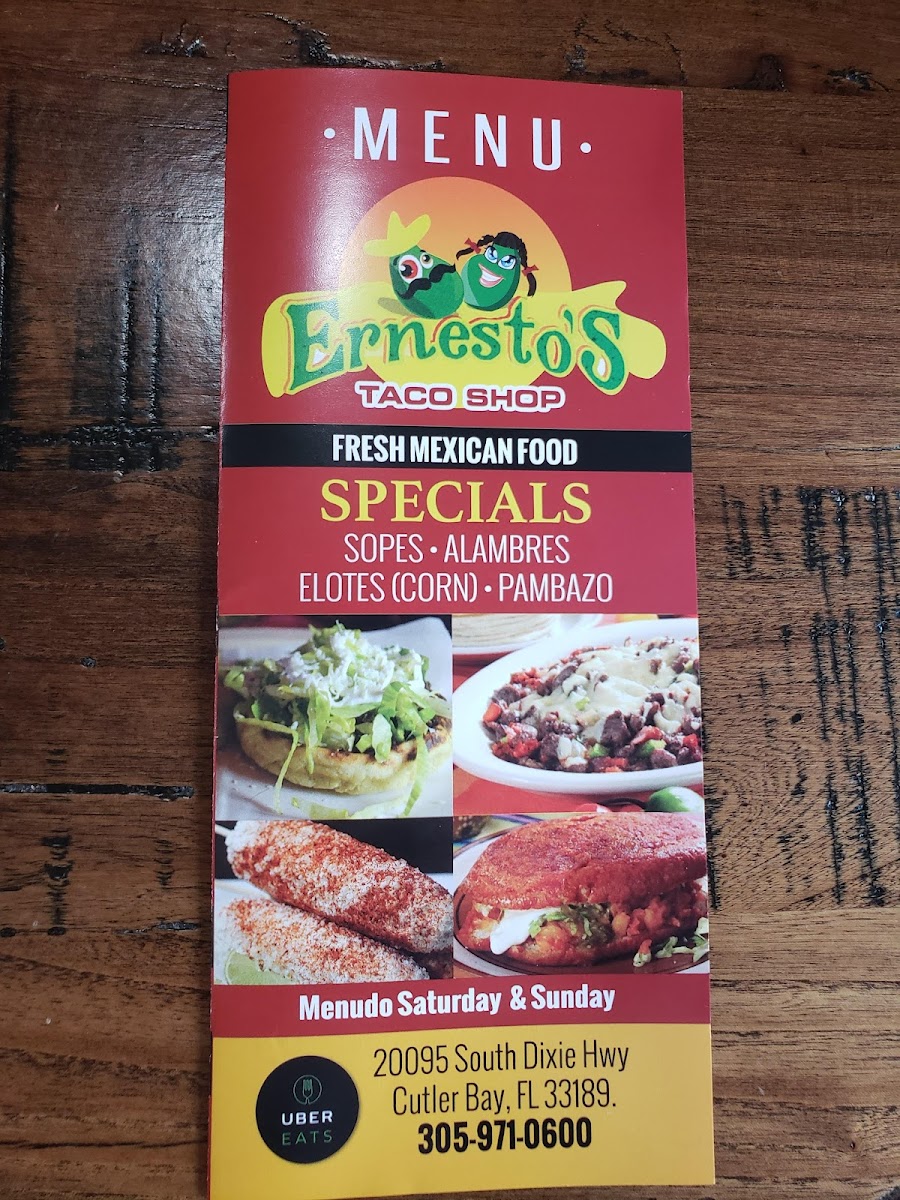 • MENU •
Ernesto's
TACO SHOP
FRESH MEXICAN FOOD
SPECIALS
SOPES • ALAMBRES
ELOTES (CORN) • PAMBAZO
Menudo Saturday & Sunday
UBER
EATS
20095 South Dixie Hwy
Cutler Bay, FL 33189.
305-971-0600